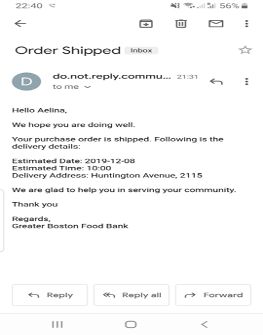 22:40
56%
Order Shipped Inbox
D
do.not.reply.commu... 21:31
to me
Hello Aelina,
We hope you are doing well.
Your purchase order is shipped. Following is the
delivery details:
Estimated Date: 2019-12-08
Estimated Time: 10:00
Delivery Address: Huntington Avenue, 2115
We are glad to help you in serving your community.
Thank you
Regards,
Greater Boston Food Bank
Reply
Reply all
Forward